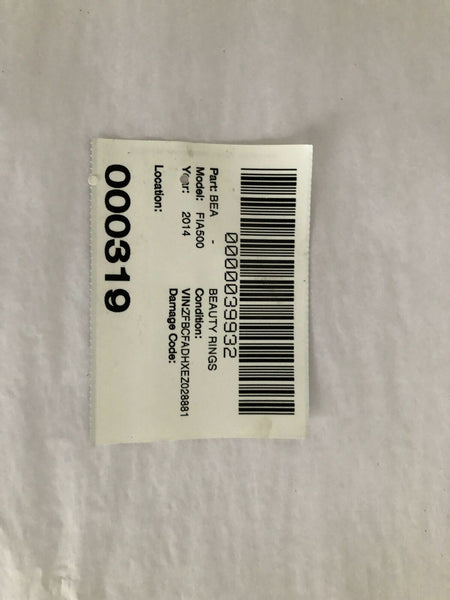 0000039932
Part: BEA - BEAUTY RINGS
Model: FIA500 Condition:
Year: 2014 VIN:ZFBCFADHXEZ028881
Damage Code:
Location:
000319